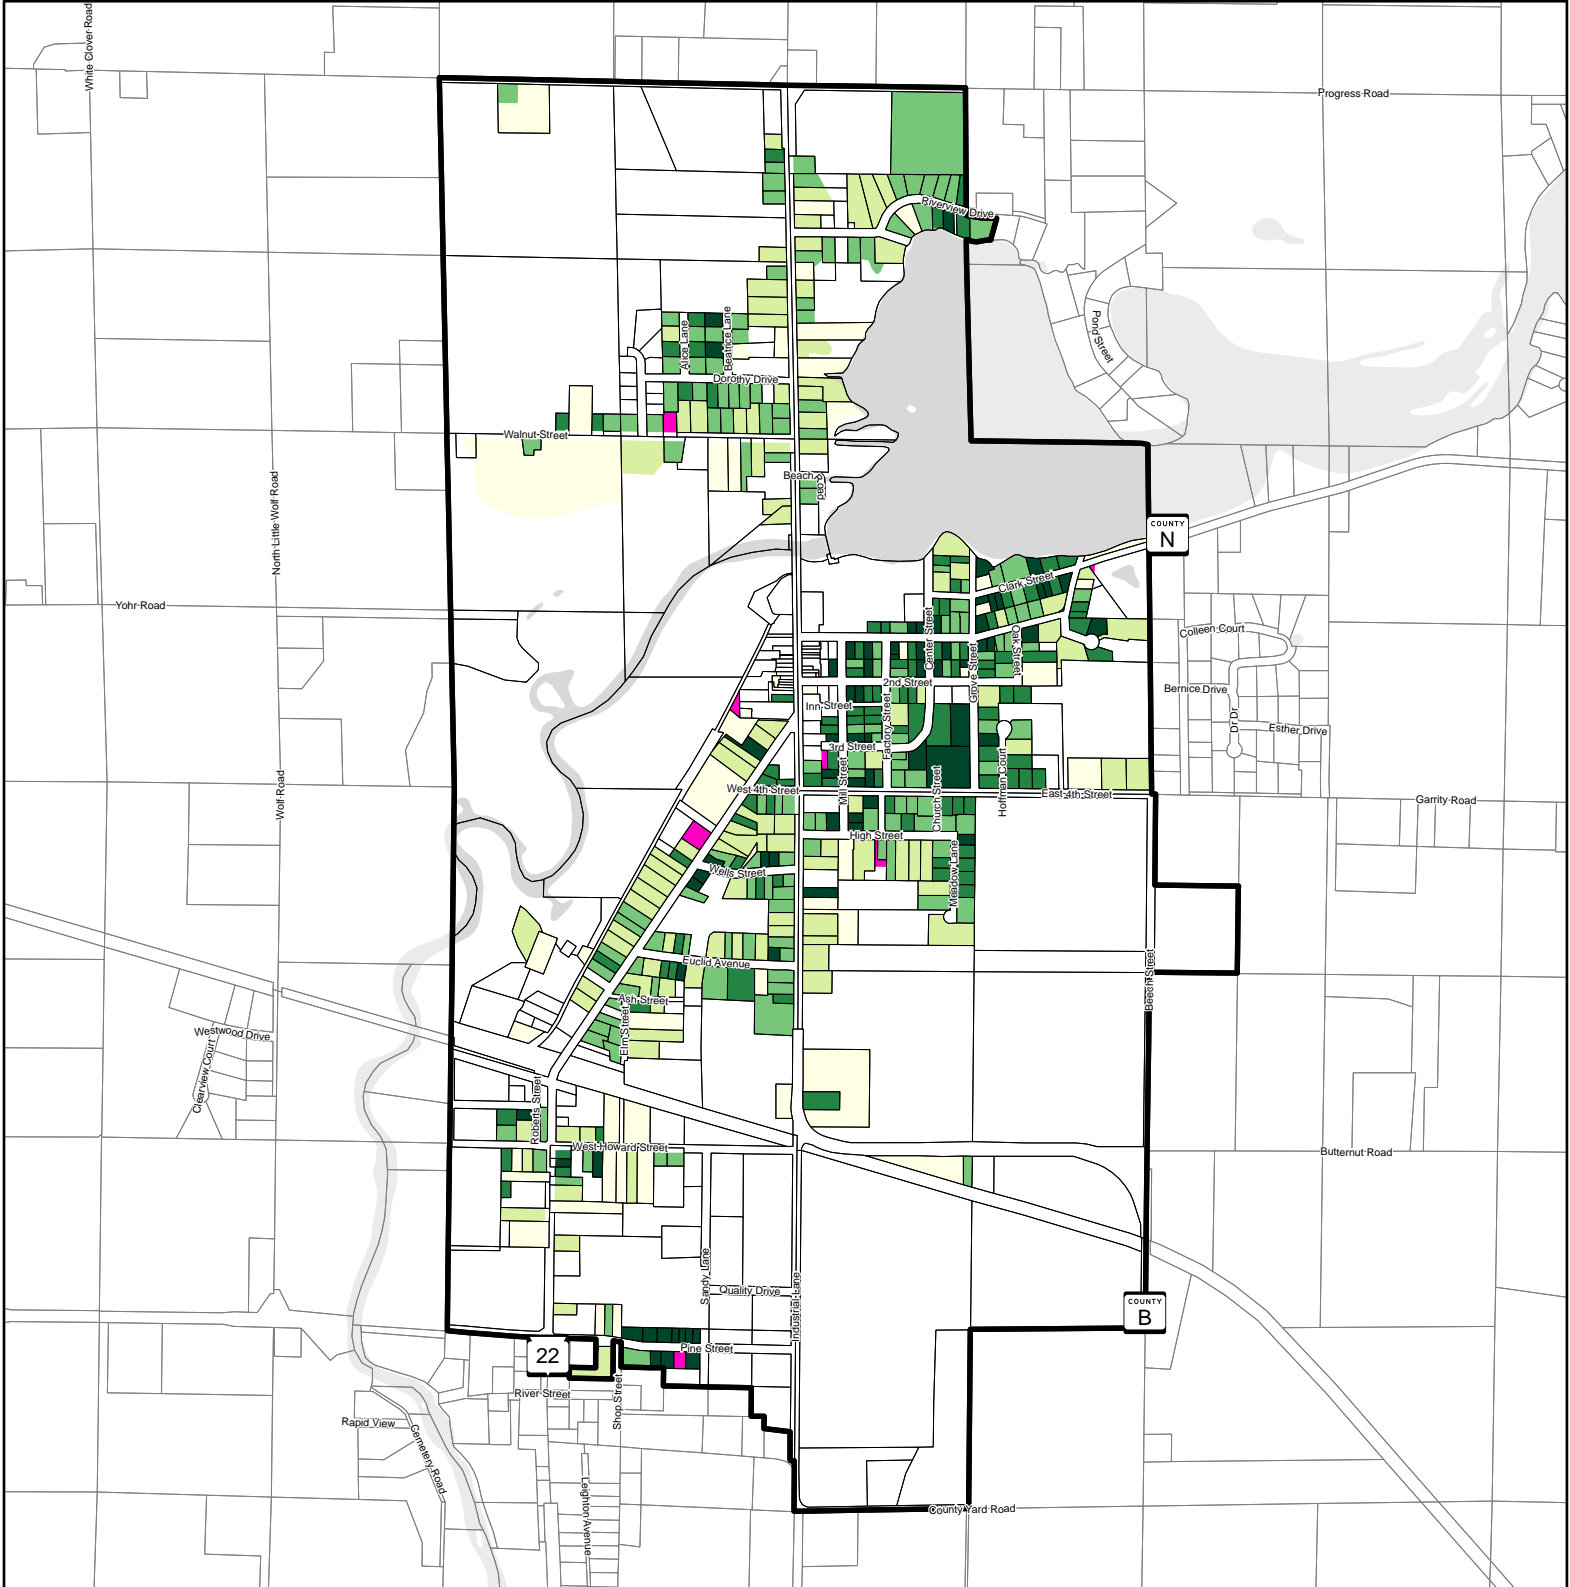 White Clover Road
Progress Road
Riverview Drive
Pond Street
Alice Lane
Beatrice Lane
Dorothy Drive
Walnut Street
Beach Road
North Little Wolf Road
COUNTY
N
Clark Street
Yohr Road
Center Street
Oak Street
Colleen Court
Grove Street
2nd Street
Bernice Drive
Inn Street
Factory Street
Dr Dr
Esther Drive
3rd Street
Wolf Road
West 4th Street
Mill Street
Church Street
Hoffman Court
East 4th Street
Garrity Road
High Street
Wells Street
Meadow Lane
Euclid Avenue
Beech Street
Ash Street
Elm Street
Westwood Drive
Clearview Court
Roberts Street
West Howard Street
Butternut Road
Sandy Lane
Quality Drive
Industrial Lane
COUNTY
B
Pine Street
22
River Street
Shop Street
Rapid View
Cemetery Road
Leighton Avenue
County Yard Road